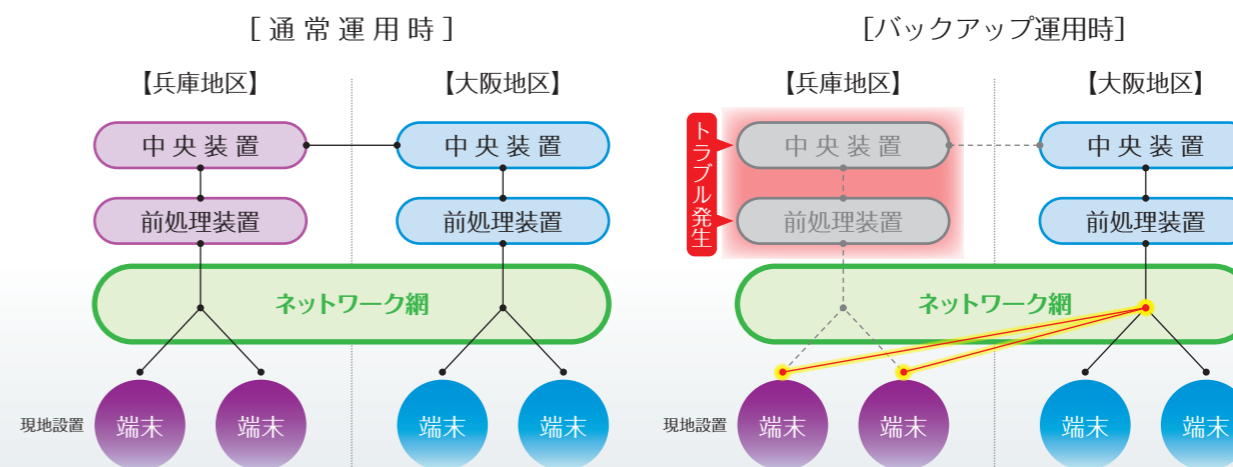 [通常運用時]
【兵庫地区】
【大阪地区】
中央装置
中央装置
前処理装置
前処理装置
ネットワーク網
現地設置
端末
端末
端末
端末
[バックアップ運用時]
【兵庫地区】
【大阪地区】
トラブル発生
中央装置
中央装置
前処理装置
前処理装置
ネットワーク網
現地設置
端末
端末
端末
端末